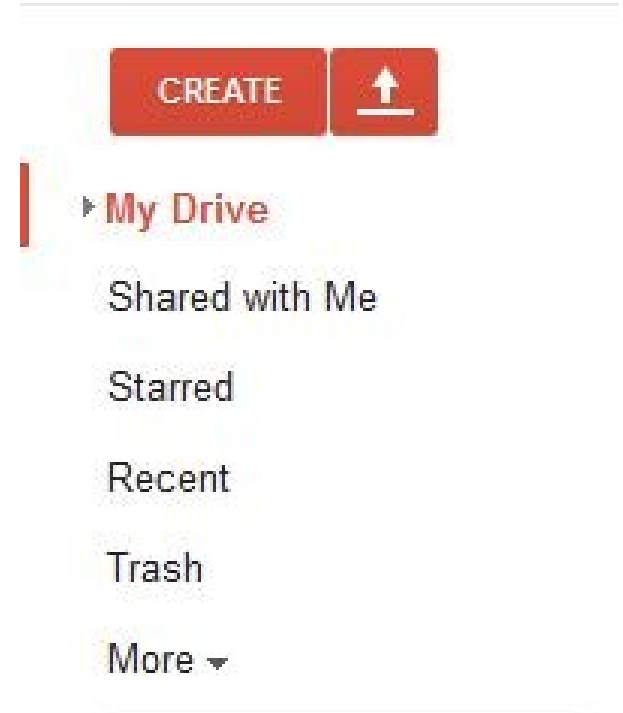 CREATE
My Drive
Shared with Me
Starred
Recent
Trash
More